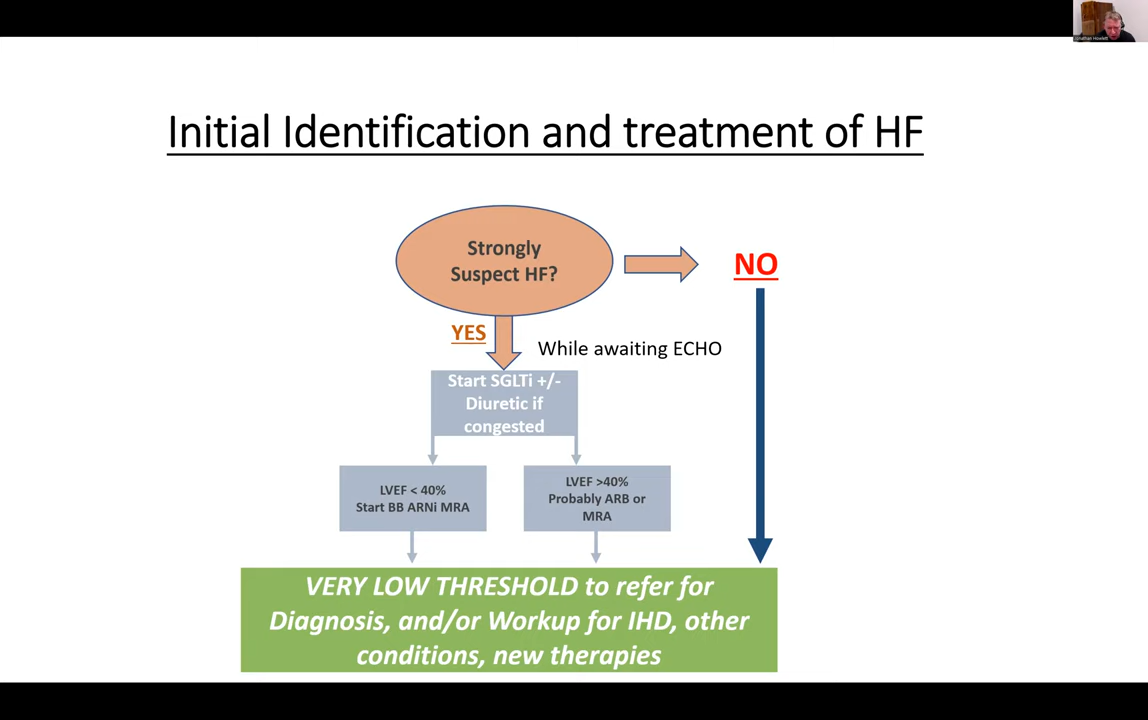 Jonathan Howlett
Initial Identification and treatment of HF
Strongly
Suspect HF?
NO
YES
While awaiting ECHO
Start SGLTi +/-
Diuretic if
congested
LVEF < 40%
Start BB ARNi MRA
LVEF >40%
Probably ARB or
MRA
VERY LOW THRESHOLD to refer for
Diagnosis, and/or Workup for IHD, other
conditions, new therapies